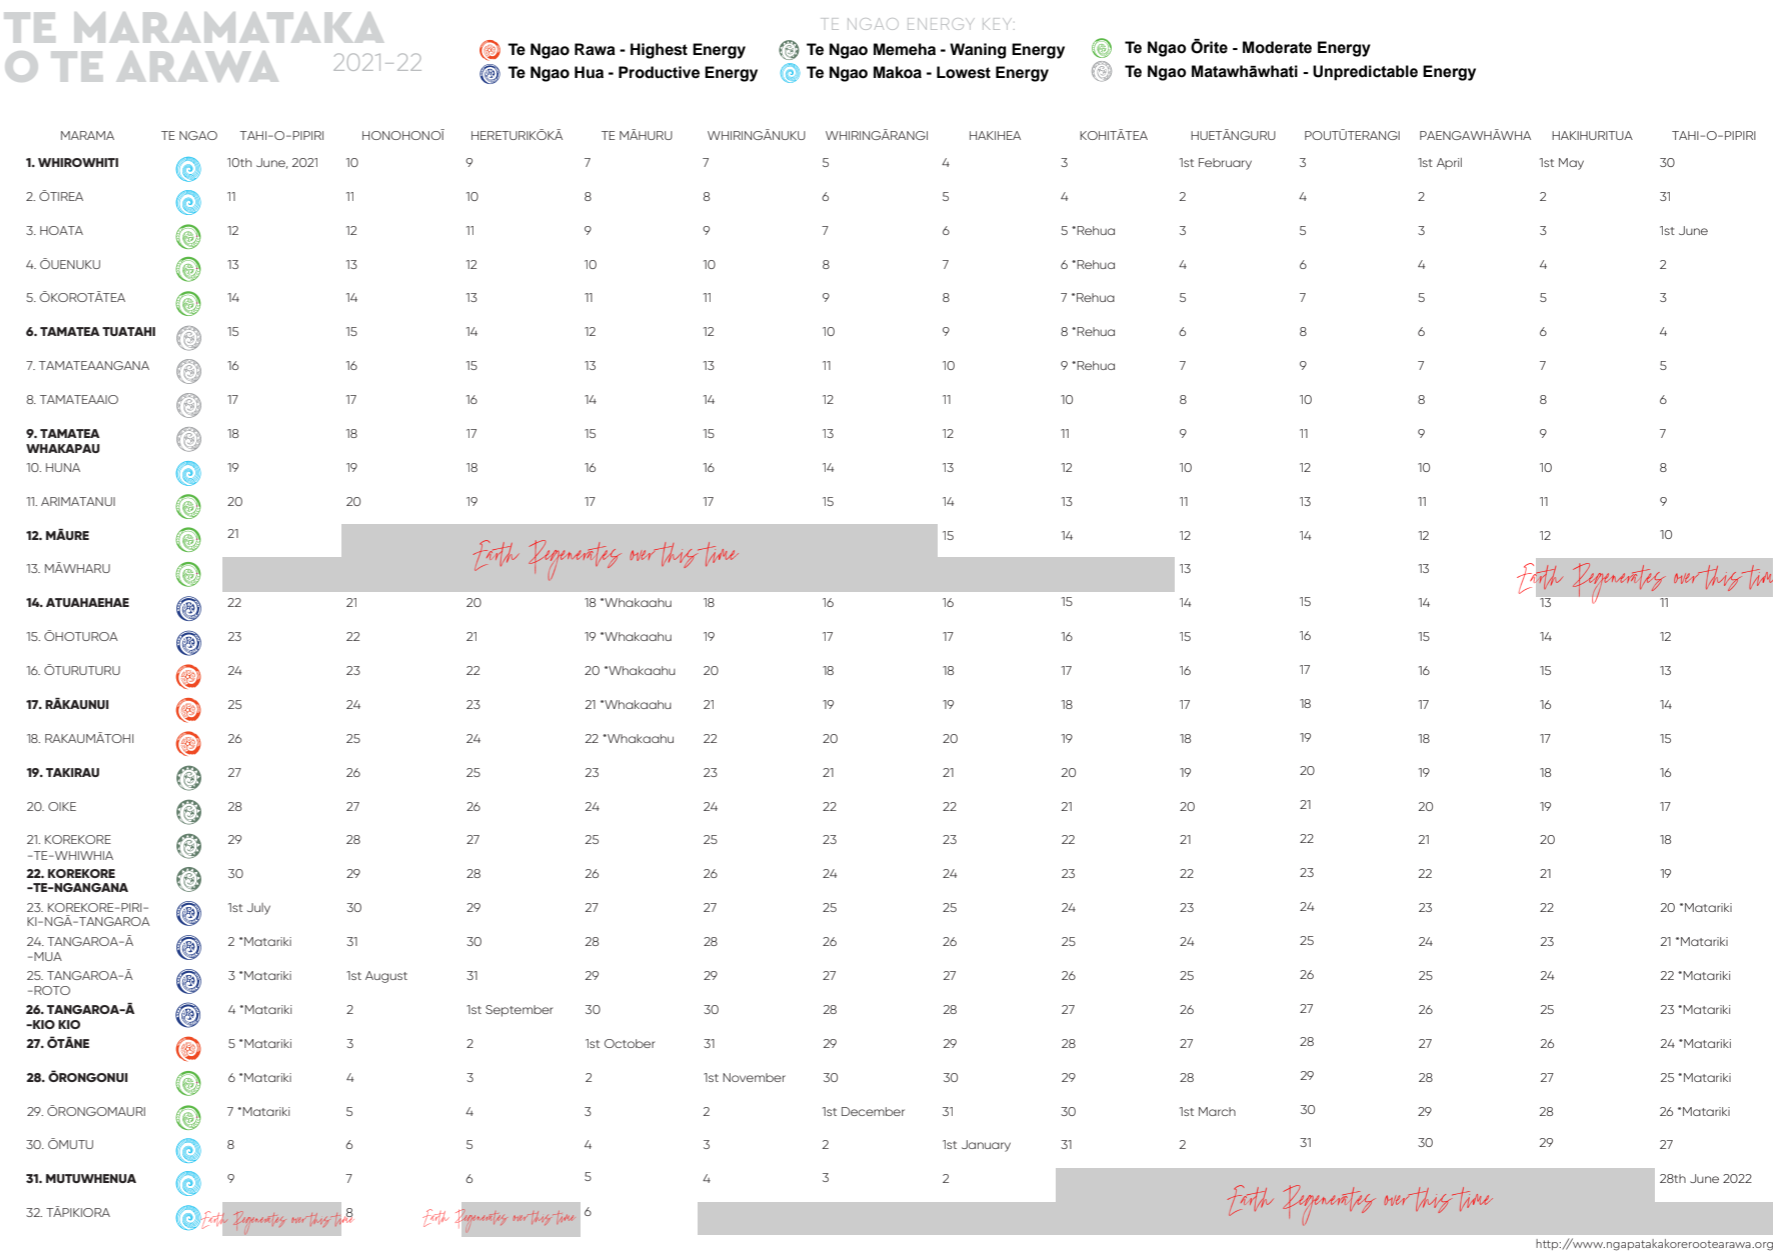 TE MARAMATAKA
O TE ARAWA 2021-22
TE NGAO ENERGY KEY:
Te Ngao Rawa - Highest Energy Te Ngao Memeha - Waning Energy Te Ngao Ōrite - Moderate Energy
Te Ngao Hua - Productive Energy Te Ngao Makoa - Lowest Energy Te Ngao Matawhāwhati - Unpredictable Energy
MARAMA TE NGAO TAHI-O-PIPIRI HONOHONOĪ HERETURIKŌKĀ TE MĀHURU WHIRINGĀNUKU WHIRINGĀRANGI HAKIHEA KOHITĀTEA HUETĀNGURU POUTŪTERANGI PAENGAWHĀWHA HAKIHURITUA TAHI-O-PIPIRI
1. WHIROWHITI 10th June, 2021 10 9 7 7 5 4 3 1st February 3 1st April 1st May 30
2. ŌTIREA 11 11 10 8 8 6 5 4 2 4 2 2 31
3. HOATA 12 12 11 9 9 7 6 5 *Rehua 3 5 3 3 1st June
4. ŌUENUKU 13 13 12 10 10 8 7 6 *Rehua 4 6 4 4 2
5. ŌKOROTĀTEA 14 14 13 11 11 9 8 7 *Rehua 5 7 5 5 3
6. TAMATEA TUATAHI 15 15 14 12 12 10 9 8 *Rehua 6 8 6 6 4
7. TAMATEAANGANA 16 16 15 13 13 11 10 9 *Rehua 7 9 7 7 5
8. TAMATEAAIO 17 17 16 14 14 12 11 10 8 10 8 8 6
9. TAMATEA
WHAKAPAU 18 18 17 15 15 13 12 11 9 11 9 9 7
10. HUNA 19 19 18 16 16 14 13 12 10 12 10 10 8
11. ARIMATANUI 20 20 19 17 17 15 14 13 11 13 11 11 9
12. MĀURE 21 15 14 12 14 12 12 10
Earth Regenerates over this time
13. MĀWHARU 13 13 Earth Regenerates over this tim
14. ATUAHAEHAE 22 21 20 18 *Whakaahu 18 16 16 15 14 15 14 13 11
15. ŌHOTUROA 23 22 21 19 *Whakaahu 19 17 17 16 15 16 15 14 12
16. ŌTURUTURU 24 23 22 20 *Whakaahu 20 18 18 17 16 17 16 15 13
17. RĀKAUNUI 25 24 23 21 *Whakaahu 21 19 19 18 17 18 17 16 14
18. RAKAUMĀTOHI 26 25 24 22 *Whakaahu 22 20 20 19 18 19 18 17 15
19. TAKIRAU 27 26 25 23 23 21 21 20 19 20 19 18 16
20. OIKE 28 27 26 24 24 22 22 21 20 21 20 19 17
21. KOREKORE
-TE-WHIWHIA 29 28 27 25 25 23 23 22 21 22 21 20 18
22. KOREKORE
-TE-NGANGANA 30 29 28 26 26 24 24 23 22 23 22 21 19
23. KOREKORE-PIRI-
KI-NGĀ-TANGAROA 1st July 30 29 27 27 25 25 24 23 24 23 22 20 *Matariki
24. TANGAROA-Ā
-MUA 2 *Matariki 31 30 28 28 26 26 25 24 25 24 23 21 *Matariki
25. TANGAROA-Ā
-ROTO 3 *Matariki 1st August 31 29 29 27 27 26 25 26 25 24 22 *Matariki
26. TANGAROA-Ā
-KIO KIO 4 *Matariki 2 1st September 30 30 28 28 27 26 27 26 25 23 *Matariki
27. ŌTĀNE 5 *Matariki 3 2 1st October 31 29 29 28 27 28 27 26 24 *Matariki
28. ŌRONGONUI 6 *Matariki 4 3 2 1st November 30 30 29 28 29 28 27 25 *Matariki
29. ŌRONGOMAURI 7 *Matariki 5 4 3 2 1st December 31 30 1st March 30 29 28 26 *Matariki
30. ŌMUTU 8 6 5 4 3 2 1st January 31 2 31 30 29 27
31. MUTUWHENUA 9 7 6 5 4 3 2 28th June 2022
Earth Regenerates over this time
32. TĀPIKIORA Earth Regenerates over this time 8 Earth Regenerates over this time 6
http://www.ngapatakakorerootearawa.org